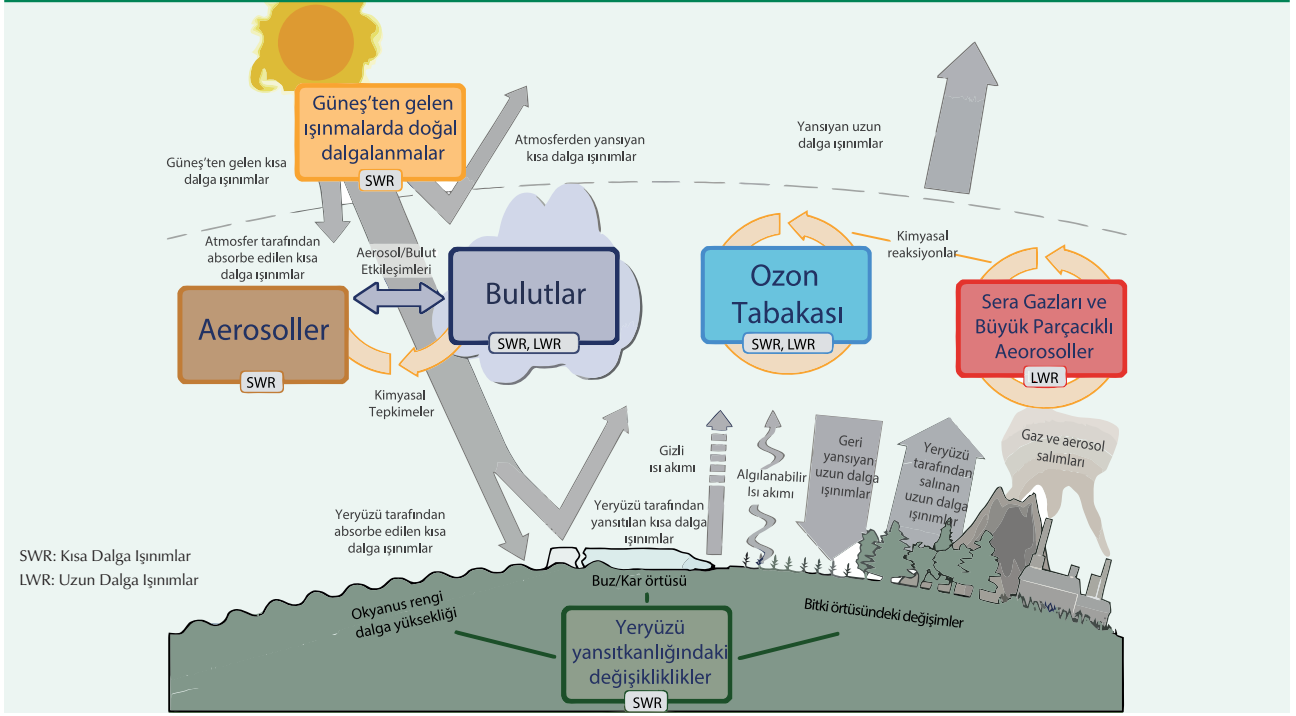 Güneş'ten gelen
ışınmalarda doğal
dalgalanmalar
SWR
Güneş'ten gelen kısa
dalga ışınımlar
Atmosferden yansıyan
kısa dalga ışınımlar
Yansıyan uzun
dalga ışınımlar
Atmosfer tarafından
absorbe edilen kısa
dalga ışınımlar
Aerosol/Bulut
Etkileşimleri
Kimyasal
reaksiyonlar
Aerosoller
SWR
Bulutlar
SWR, LWR
Ozon
Tabakası
SWR, LWR
Sera Gazları ve
Büyük Parçacıklı
Aeorosoller
LWR
Kimyasal
Tepkimeler
Gizli
ısı akımı
Algılanabilir
Isı akımı
Geri
yansıyan
uzun dalga
ışınımlar
Yeryüzü
tarafından
salınan
uzun dalga
ışınımlar
Gaz ve aerosol
salımları
Yeryüzü tarafından
absorbe edilen kısa
dalga ışınımlar
Yeryüzü tarafından
yansıtılan kısa dalga
ışınımlar
SWR: Kısa Dalga Işınımlar
LWR: Uzun Dalga Işınımlar
Okyanus rengi
dalga yüksekliği
Buz/Kar örtüsü
Bitki örtüsündeki değişimler
Yeryüzü
yansıtkanlığındaki
değişikliklikler
SWR